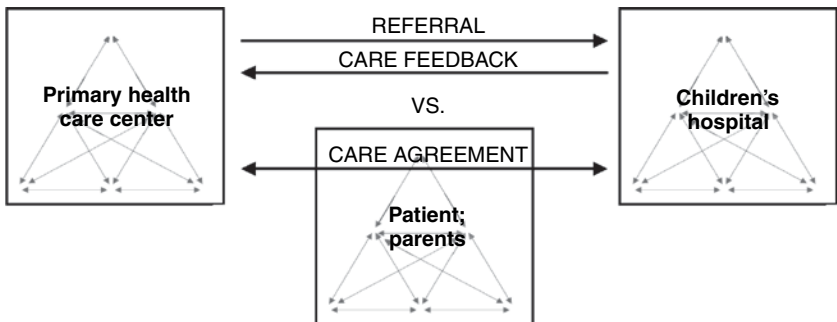 REFERRAL
CARE FEEDBACK
Primary health
care center
VS.
Children's
hospital
CARE AGREEMENT
Patient;
parents